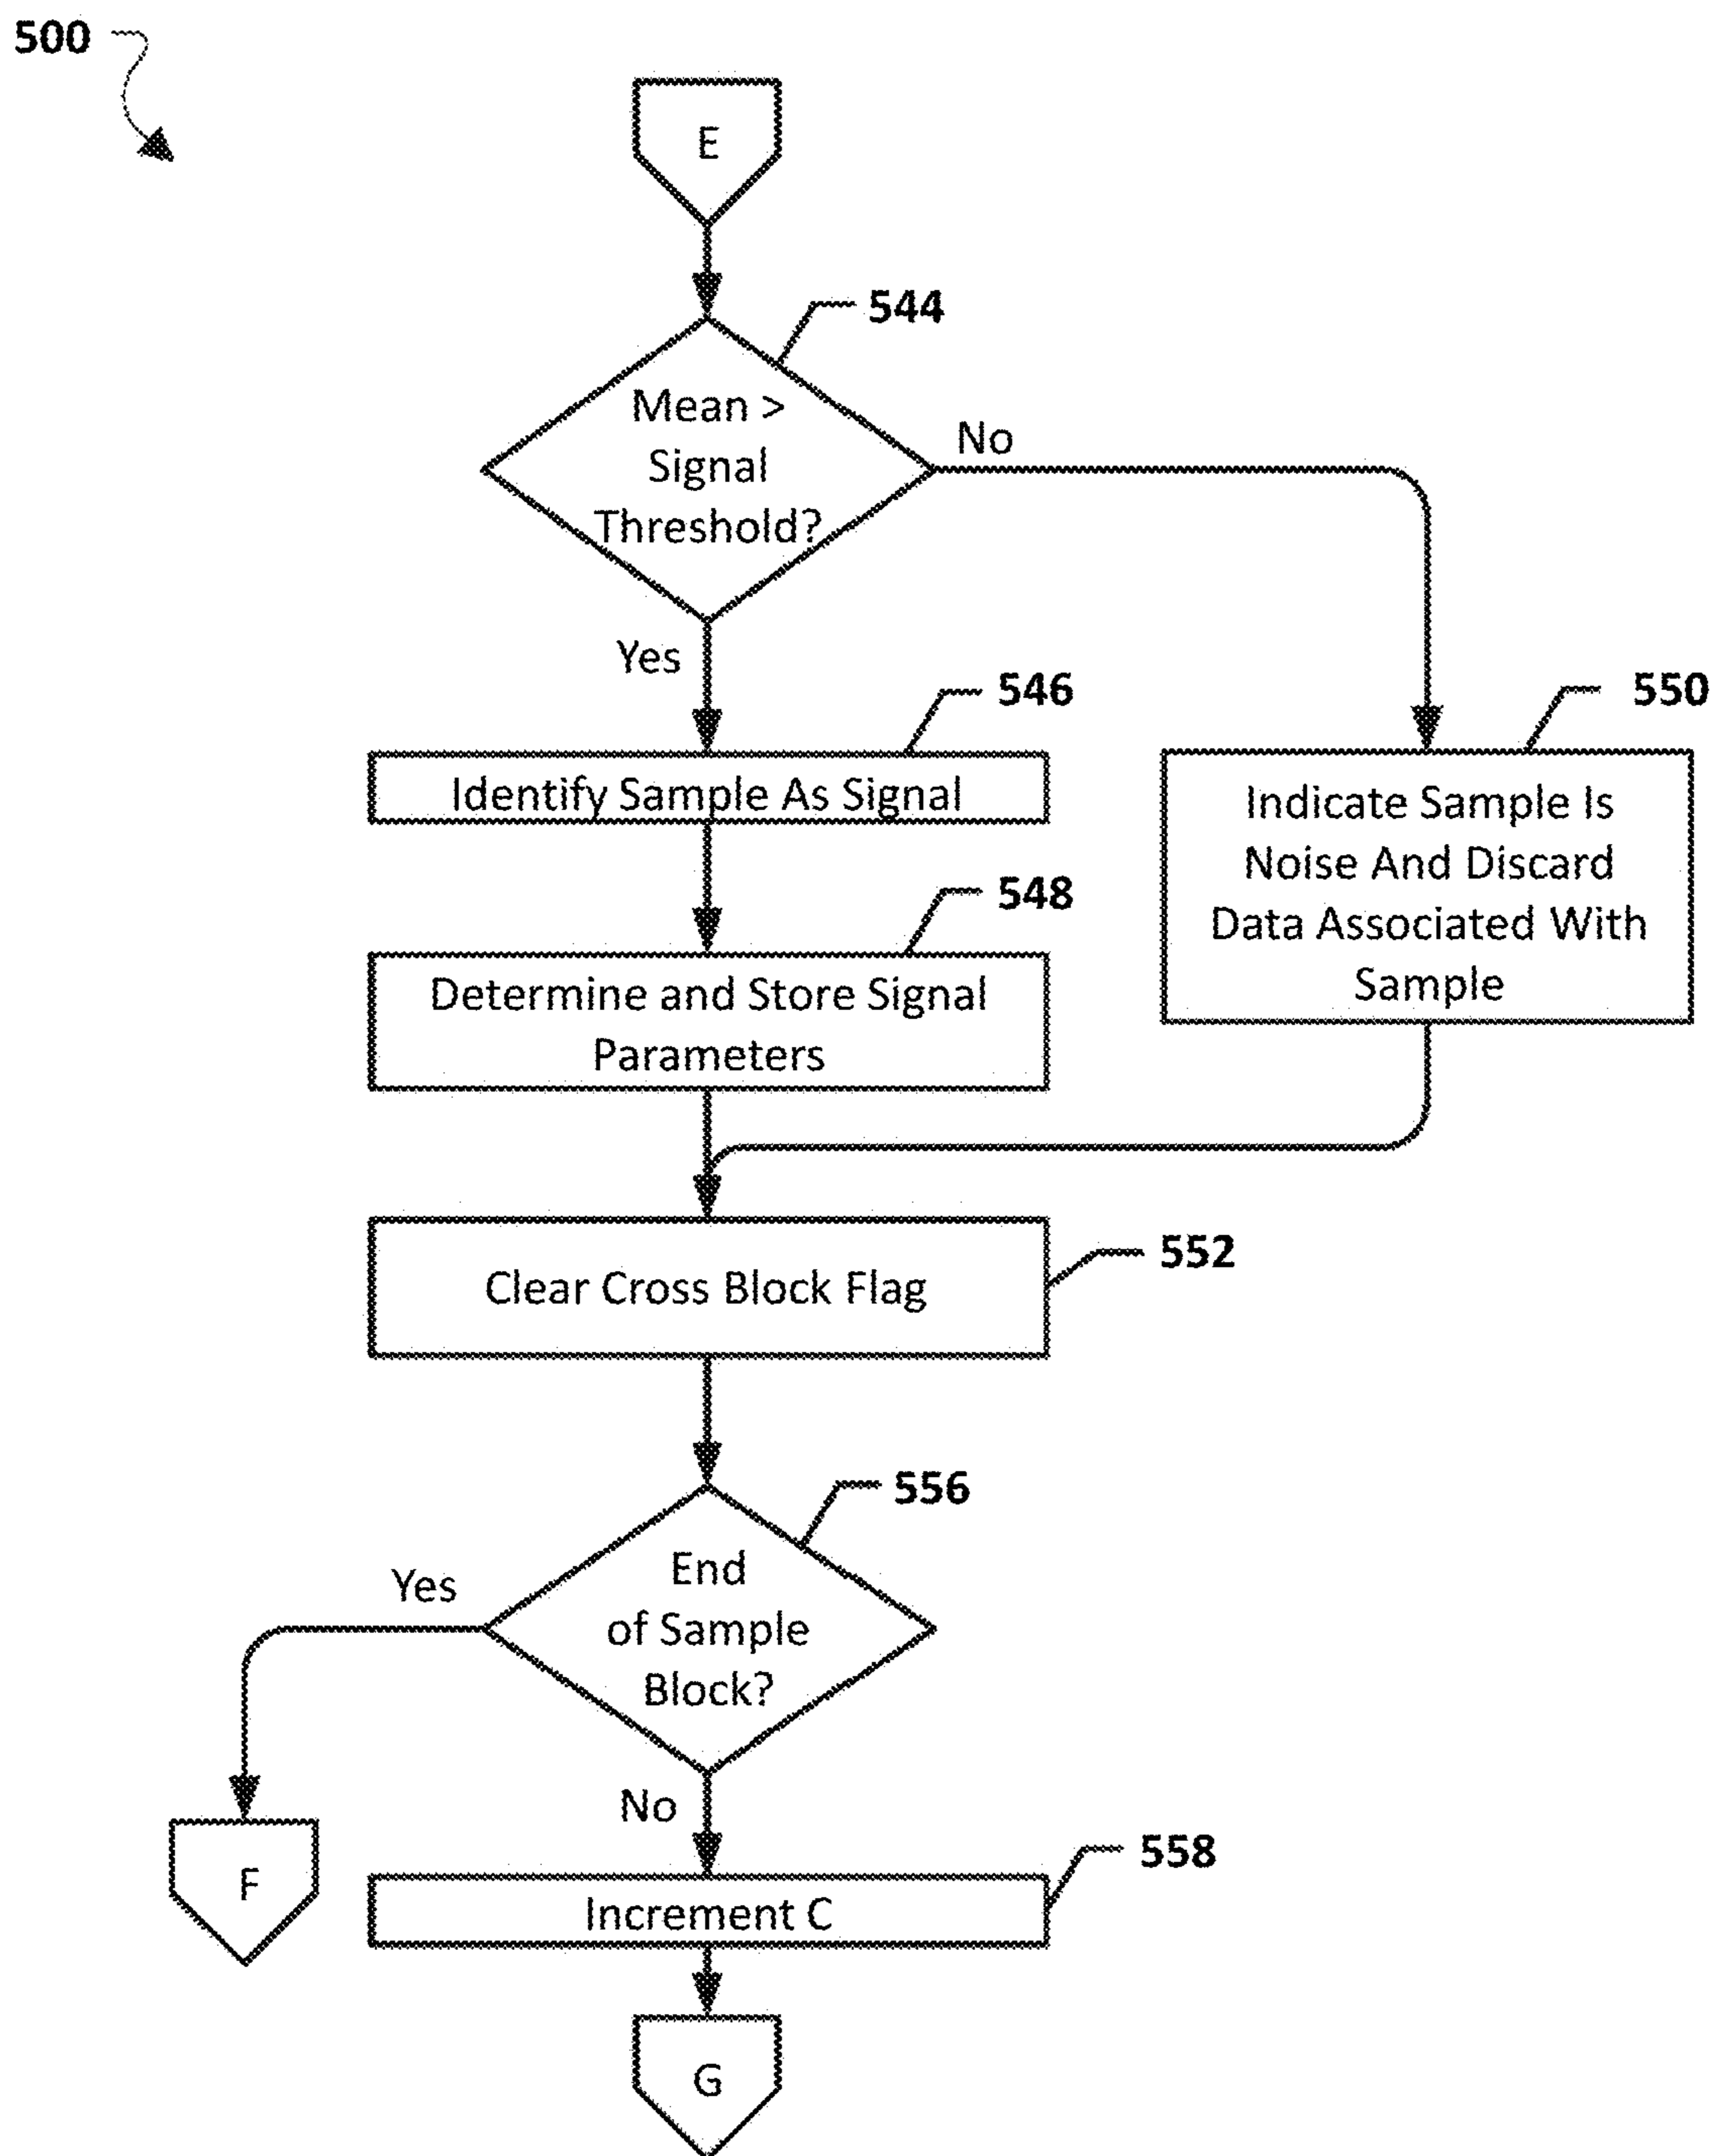 500
E
544
Mean >
Signal
Threshold?
No
Yes
546
Identify Sample As Signal
550
Indicate Sample Is
Noise And Discard
Data Associated With
Sample
548
Determine and Store Signal
Parameters
552
Clear Cross Block Flag
556
End
of Sample
Block?
Yes
No
F
558
Increment C
G